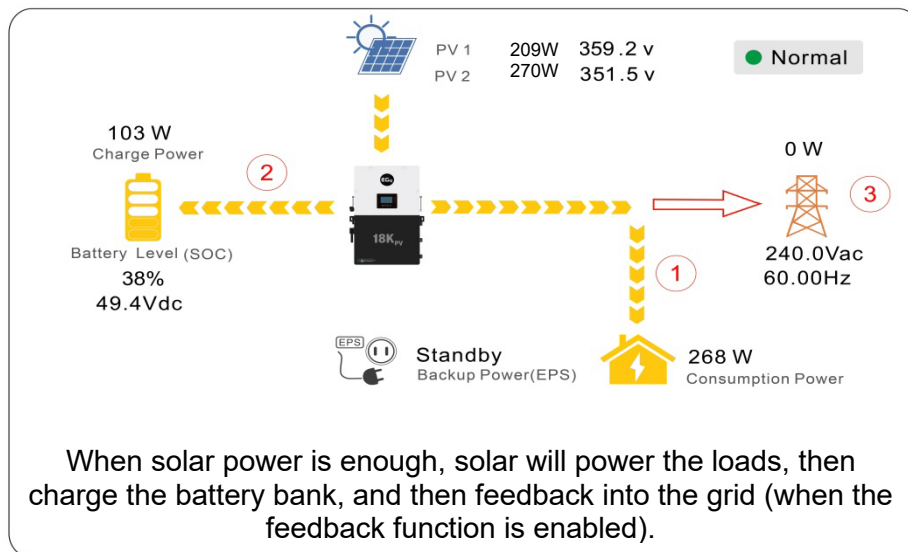 PV 1 209W 359.2 v
PV 2 270W 351.5 v
Normal
103 W
Charge Power
2
0 W
3
EG4
18KPV
Battery Level (SOC)
38%
49.4Vdc
240.0Vac
60.00Hz
1
EPS
Standby
Backup Power(EPS)
268 W
Consumption Power
When solar power is enough, solar will power the loads, then
charge the battery bank, and then feedback into the grid (when the
feedback function is enabled).